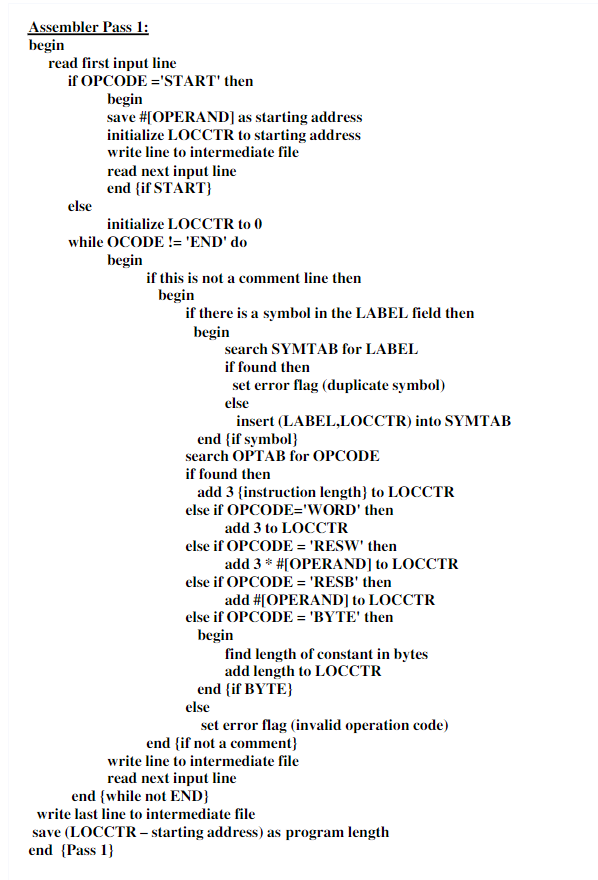 Assembler Pass 1:
begin
read first input line
if OPCODE ='START' then
begin
save #[OPERAND] as starting address
initialize LOCCTR to starting address
write line to intermediate file
read next input line
end {if START}
else
initialize LOCCTR to 0
while OCODE != 'END' do
begin
if this is not a comment line then
begin
if there is a symbol in the LABEL field then
begin
search SYMTAB for LABEL
if found then
set error flag (duplicate symbol)
else
insert (LABEL,LOCCTR) into SYMTAB
end {if symbol}
search OPTAB for OPCODE
if found then
add 3 {instruction length} to LOCCTR
else if OPCODE='WORD' then
add 3 to LOCCTR
else if OPCODE = 'RESW' then
add 3 * #[OPERAND] to LOCCTR
else if OPCODE = 'RESB' then
add #[OPERAND] to LOCCTR
else if OPCODE = 'BYTE' then
begin
find length of constant in bytes
add length to LOCCTR
end {if BYTE}
else
set error flag (invalid operation code)
end {if not a comment}
write line to intermediate file
read next input line
end {while not END}
write last line to intermediate file
save (LOCCTR – starting address) as program length
end {Pass 1}